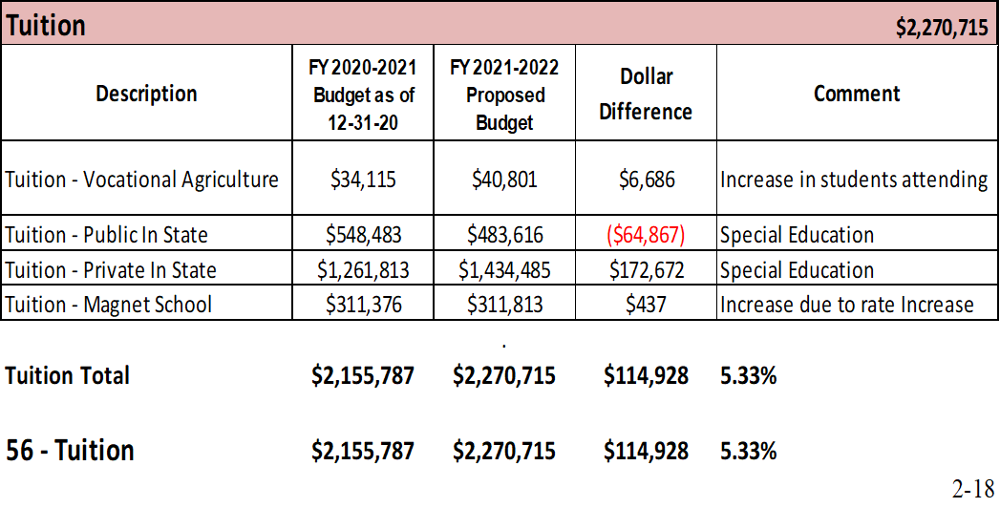 Tuition $2,270,715
Description FY 2020-2021 Budget as of 12-31-20 FY 2021-2022 Proposed Budget Dollar Difference Comment
Tuition - Vocational Agriculture $34,115 $40,801 $6,686 Increase in students attending
Tuition - Public In State $548,483 $483,616 ($64,867) Special Education
Tuition - Private In State $1,261,813 $1,434,485 $172,672 Special Education
Tuition - Magnet School $311,376 $311,813 $437 Increase due to rate Increase
.
Tuition Total $2,155,787 $2,270,715 $114,928 5.33%
56 - Tuition $2,155,787 $2,270,715 $114,928 5.33%
2-18